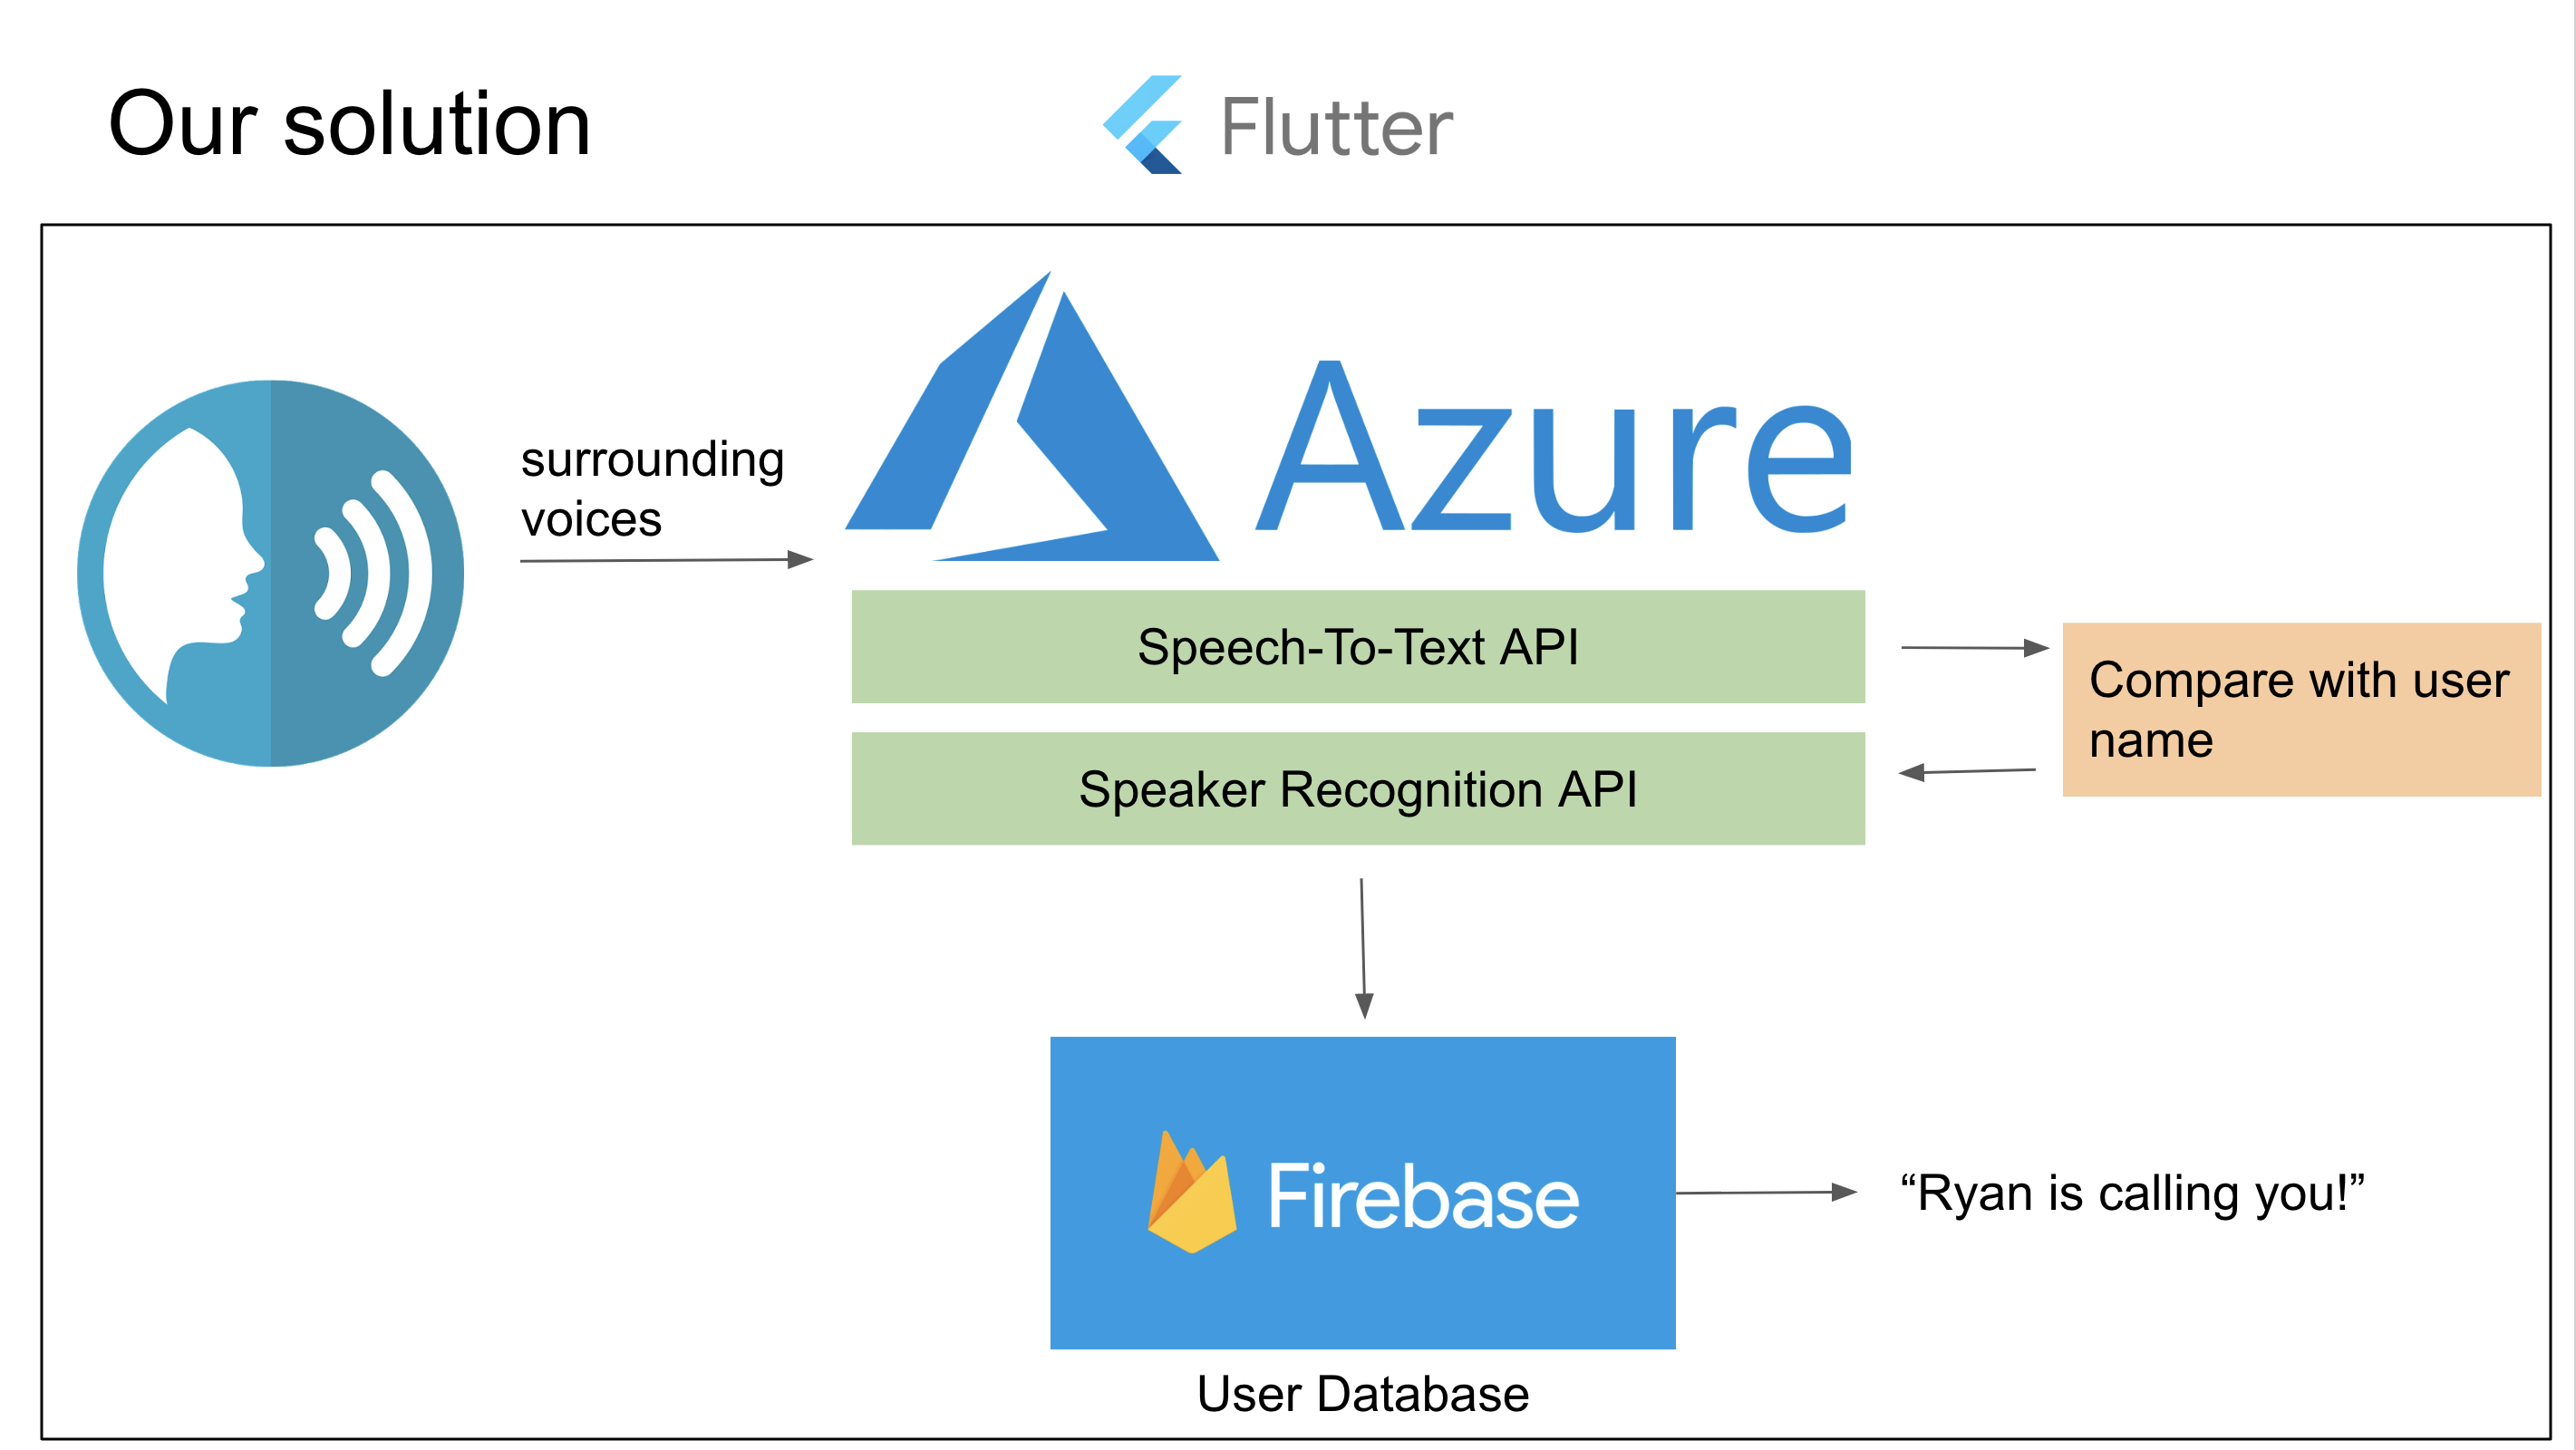 Our solution
Flutter
surrounding
voices
Azure
Speech-To-Text API
Compare with user
name
Speaker Recognition API
Firebase
“Ryan is calling you!”
User Database